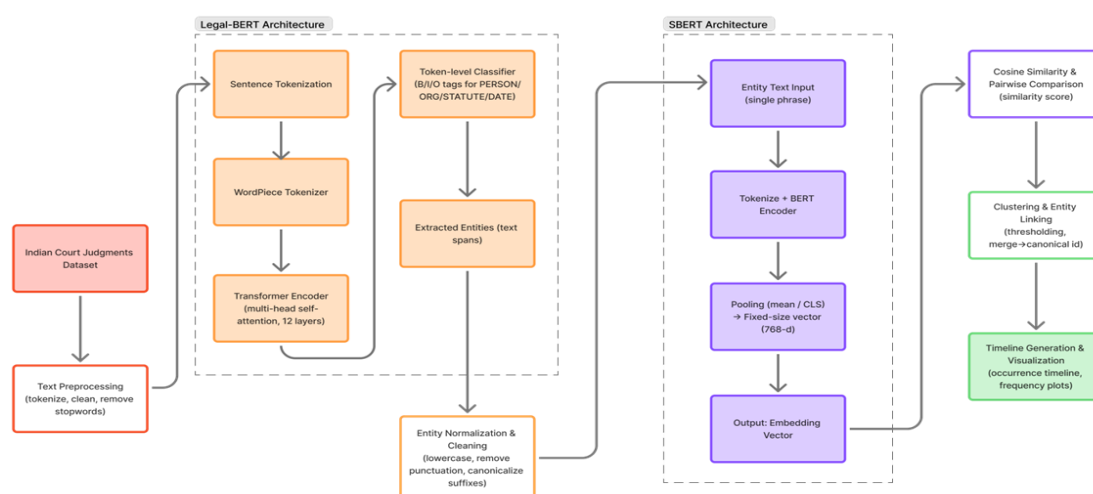 Legal-BERT Architecture
SBERT Architecture
Indian Court Judgments
Dataset
Text Preprocessing
(tokenize, clean, remove
stopwords)
Sentence Tokenization
WordPiece Tokenizer
Transformer Encoder
(multi-head self-
attention, 12 layers)
Token-level Classifier
(B/I/O tags for PERSON/
ORG/STATUTE/DATE)
Extracted Entities (text
spans)
Entity Normalization &
Cleaning
(lowercase, remove
punctuation, canonicalize
suffixes)
Entity Text Input
(single phrase)
Tokenize + BERT
Encoder
Pooling (mean / CLS)
→ Fixed-size vector
(768-d)
Output: Embedding
Vector
Cosine Similarity &
Pairwise Comparison
(similarity score)
Clustering & Entity
Linking
(thresholding,
merge→canonical id)
Timeline Generation &
Visualization
(occurrence timeline,
frequency plots)